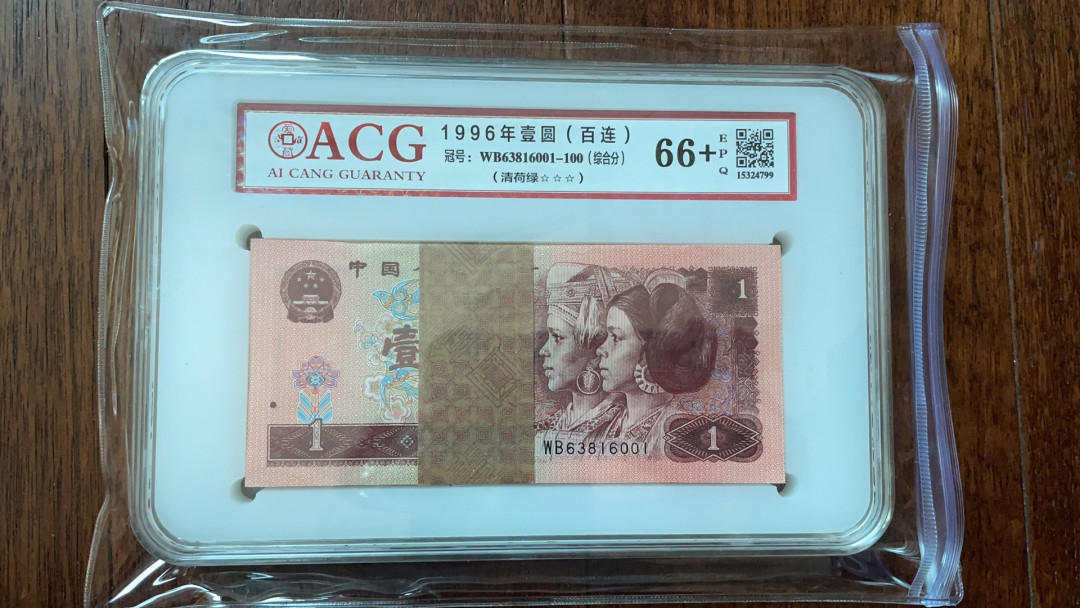 ACG
AI CANG GUARANTY
1996年壹圆(百连)
冠号:WB63816001-100(综合分)
(清荷绿☆☆☆)
66+
EPQ
15324799
中国
壹
1
1
1
WB63816001